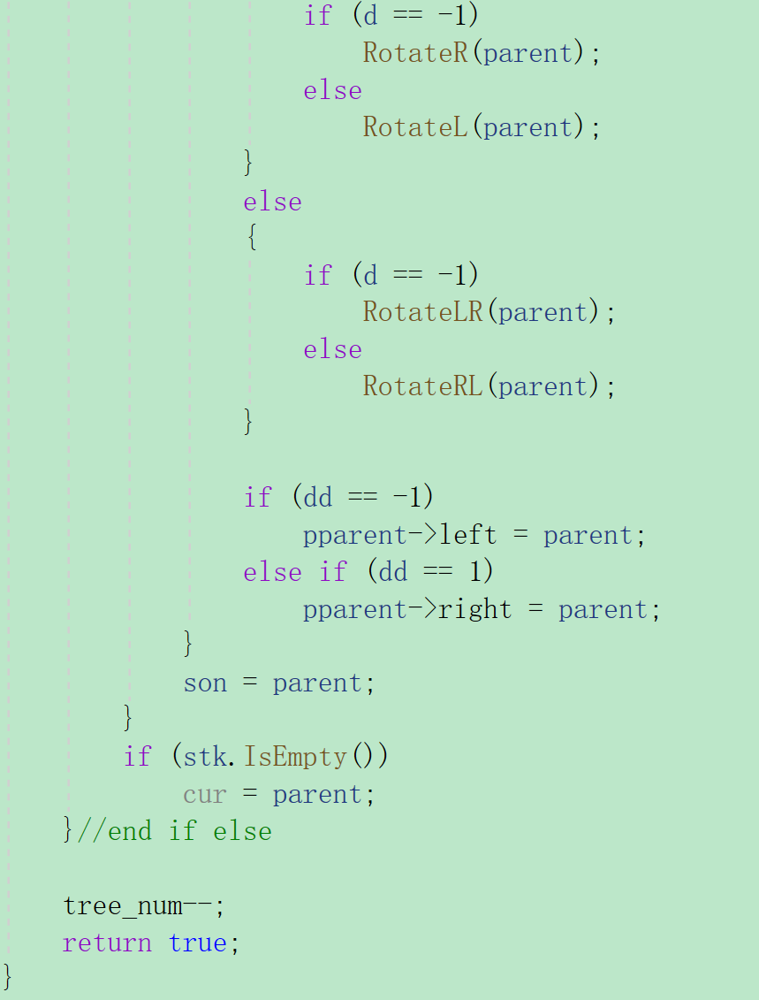 if (d == -1)
RotateR(parent);
else
RotateL(parent);
}
else
{
if (d == -1)
RotateLR(parent);
else
RotateRL(parent);
}
if (dd == -1)
pparent->left = parent;
else if (dd == 1)
pparent->right = parent;
}
son = parent;
}
if (stk.IsEmpty())
cur = parent;
}//end if else
tree_num--;
return true;
}